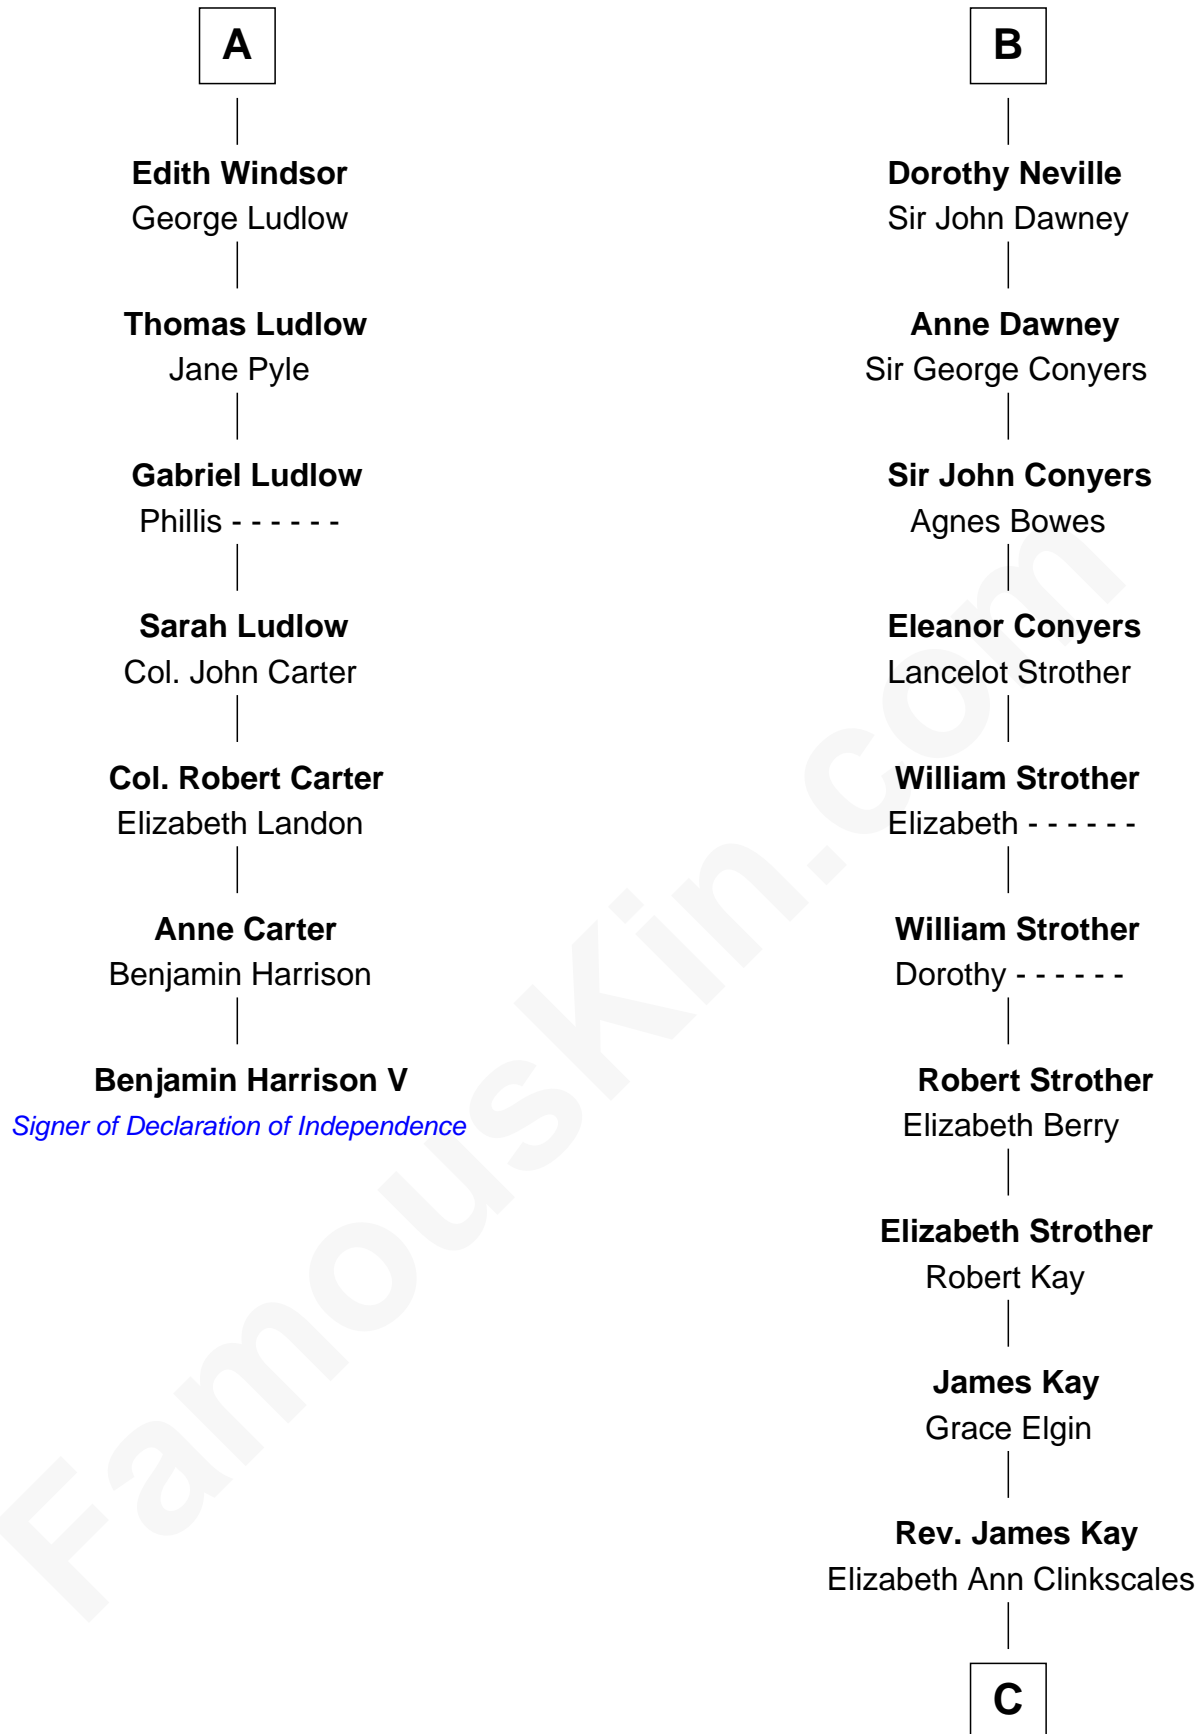 A
Edith Windsor
George Ludlow
Thomas Ludlow
Jane Pyle
Gabriel Ludlow
Phillis - - - - - -
Sarah Ludlow
Col. John Carter
Col. Robert Carter
Elizabeth Landon
Anne Carter
Benjamin Harrison
Benjamin Harrison V
Signer of Declaration of Independence
B
Dorothy Neville
Sir John Dawney
Anne Dawney
Sir George Conyers
Sir John Conyers
Agnes Bowes
Eleanor Conyers
Lancelot Strother
William Strother
Elizabeth - - - - - -
William Strother
Dorothy - - - - - -
Robert Strother
Elizabeth Berry
Elizabeth Strother
Robert Kay
James Kay
Grace Elgin
Rev. James Kay
Elizabeth Ann Clinkscales
C
FamousKin.com